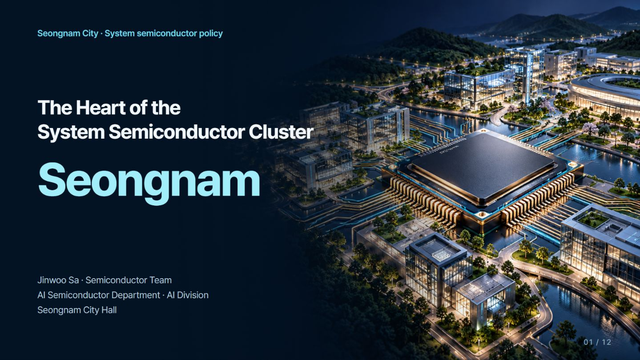 Seongnam City · System semiconductor policy
The Heart of the
System Semiconductor Cluster
Seongnam
Jinwoo Sa · Semiconductor Team
AI Semiconductor Department · AI Division
Seongnam City Hall
01 / 12